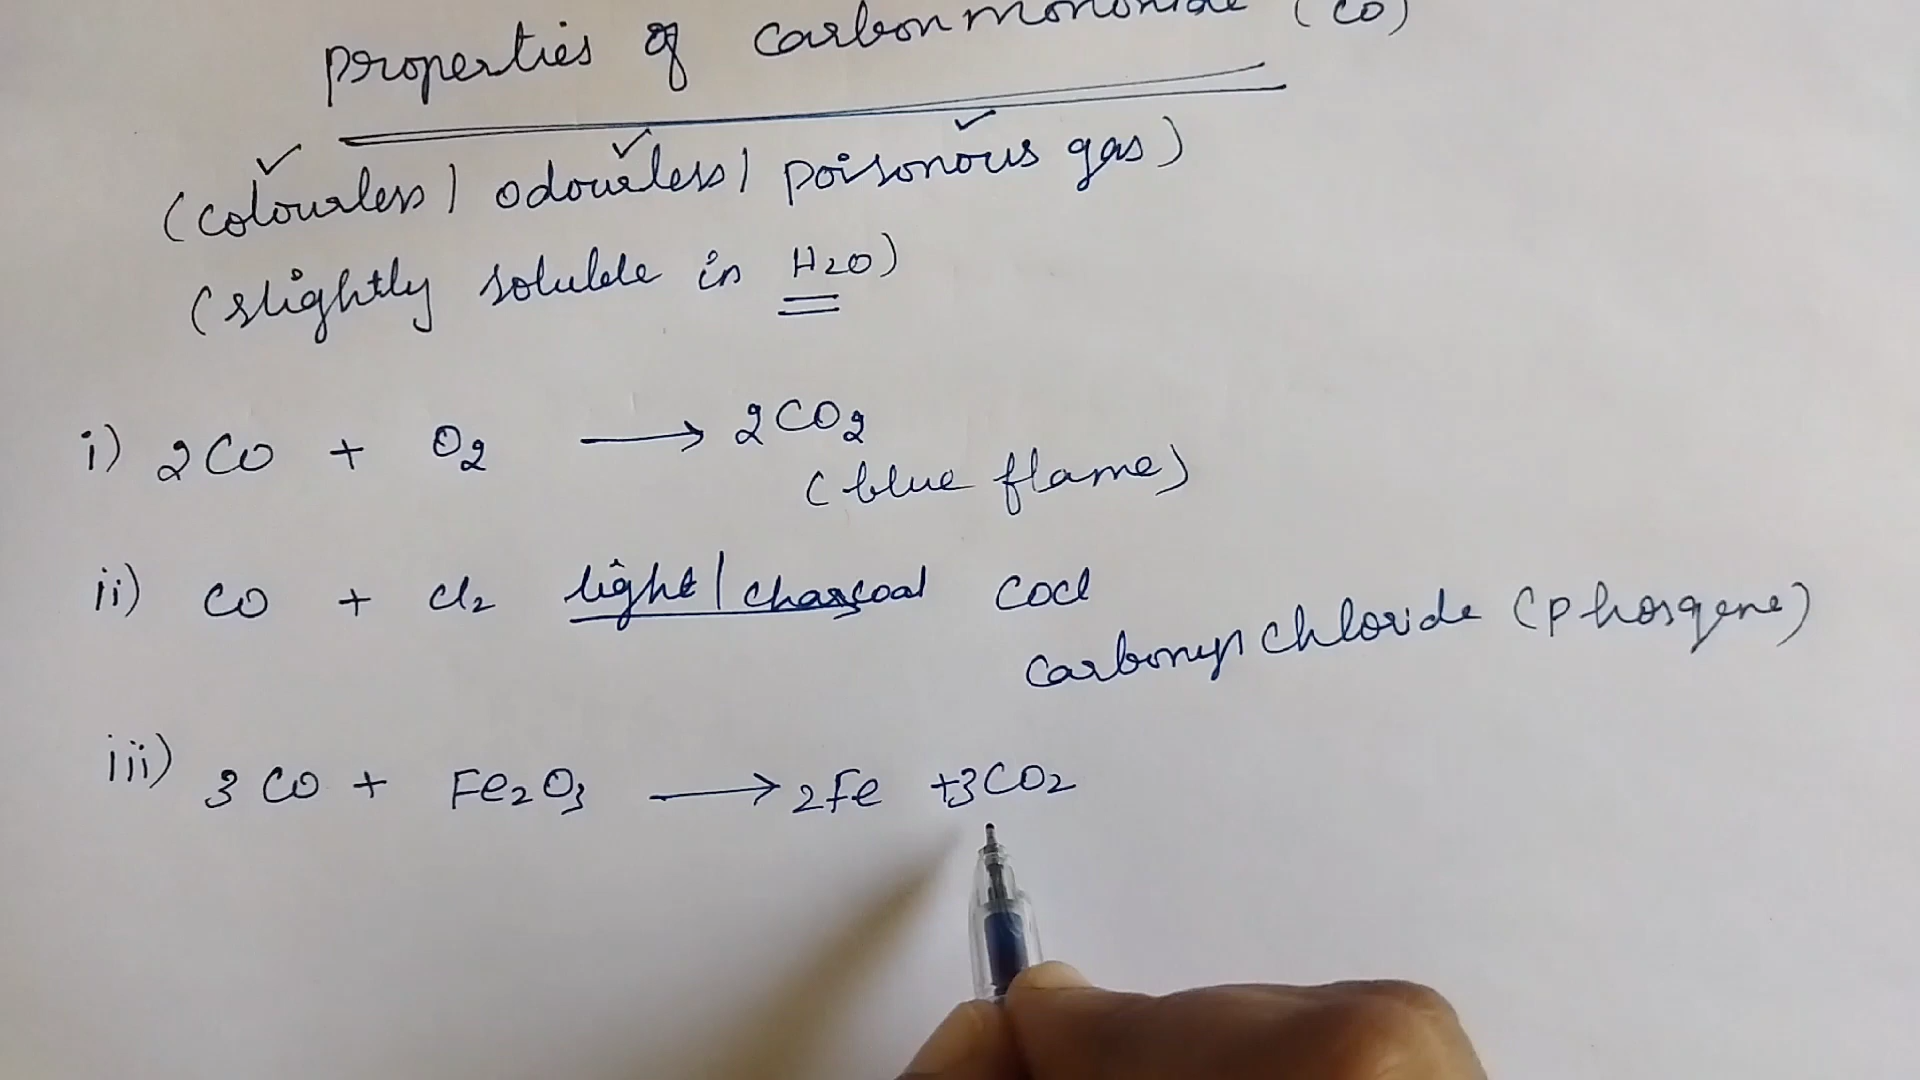 properties of carbon monoxide (CO)
(colourless | odourless | poisonous gas)
(slightly soluble in H2O)
i) 2CO + O2 → 2CO2
(blue flame)
ii) CO + Cl2 light | charcoal COCl
carbonyl chloride (phosgene)
iii) 3CO + Fe2O3 → 2Fe +3CO2